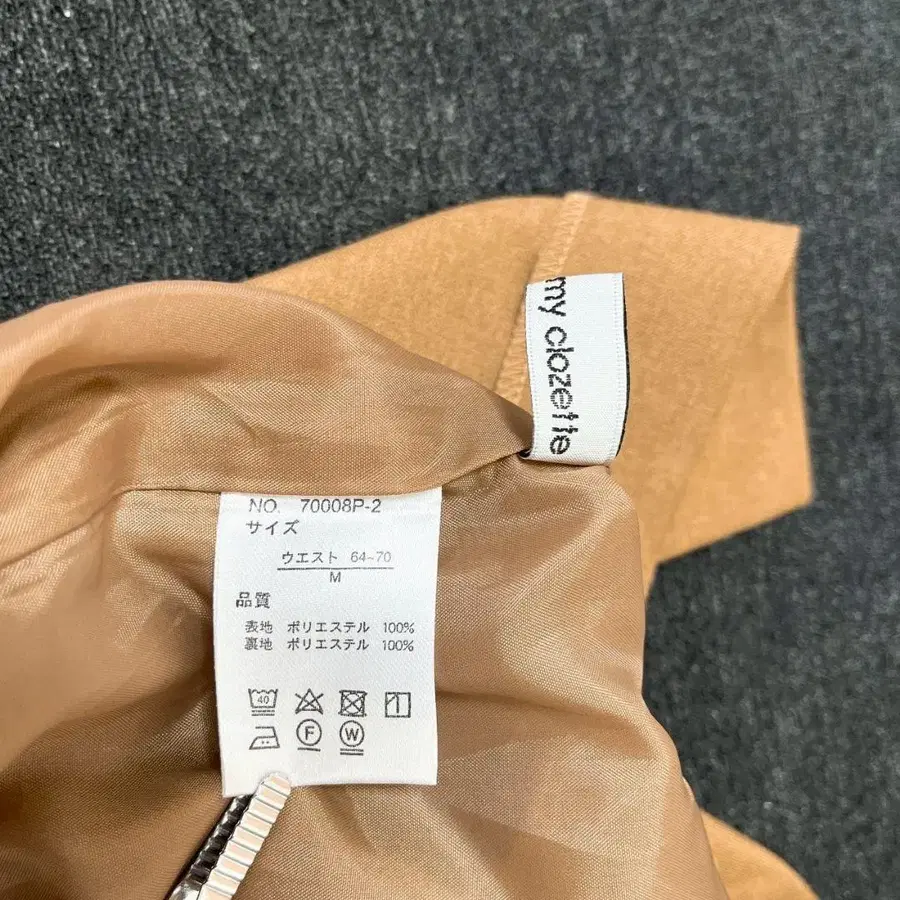 my clozette
NO. 70008P-2
サイズ
ウエスト 64~70
M
品質
表地 ポリエステル 100%
裏地 ポリエステル 100%
40
F W